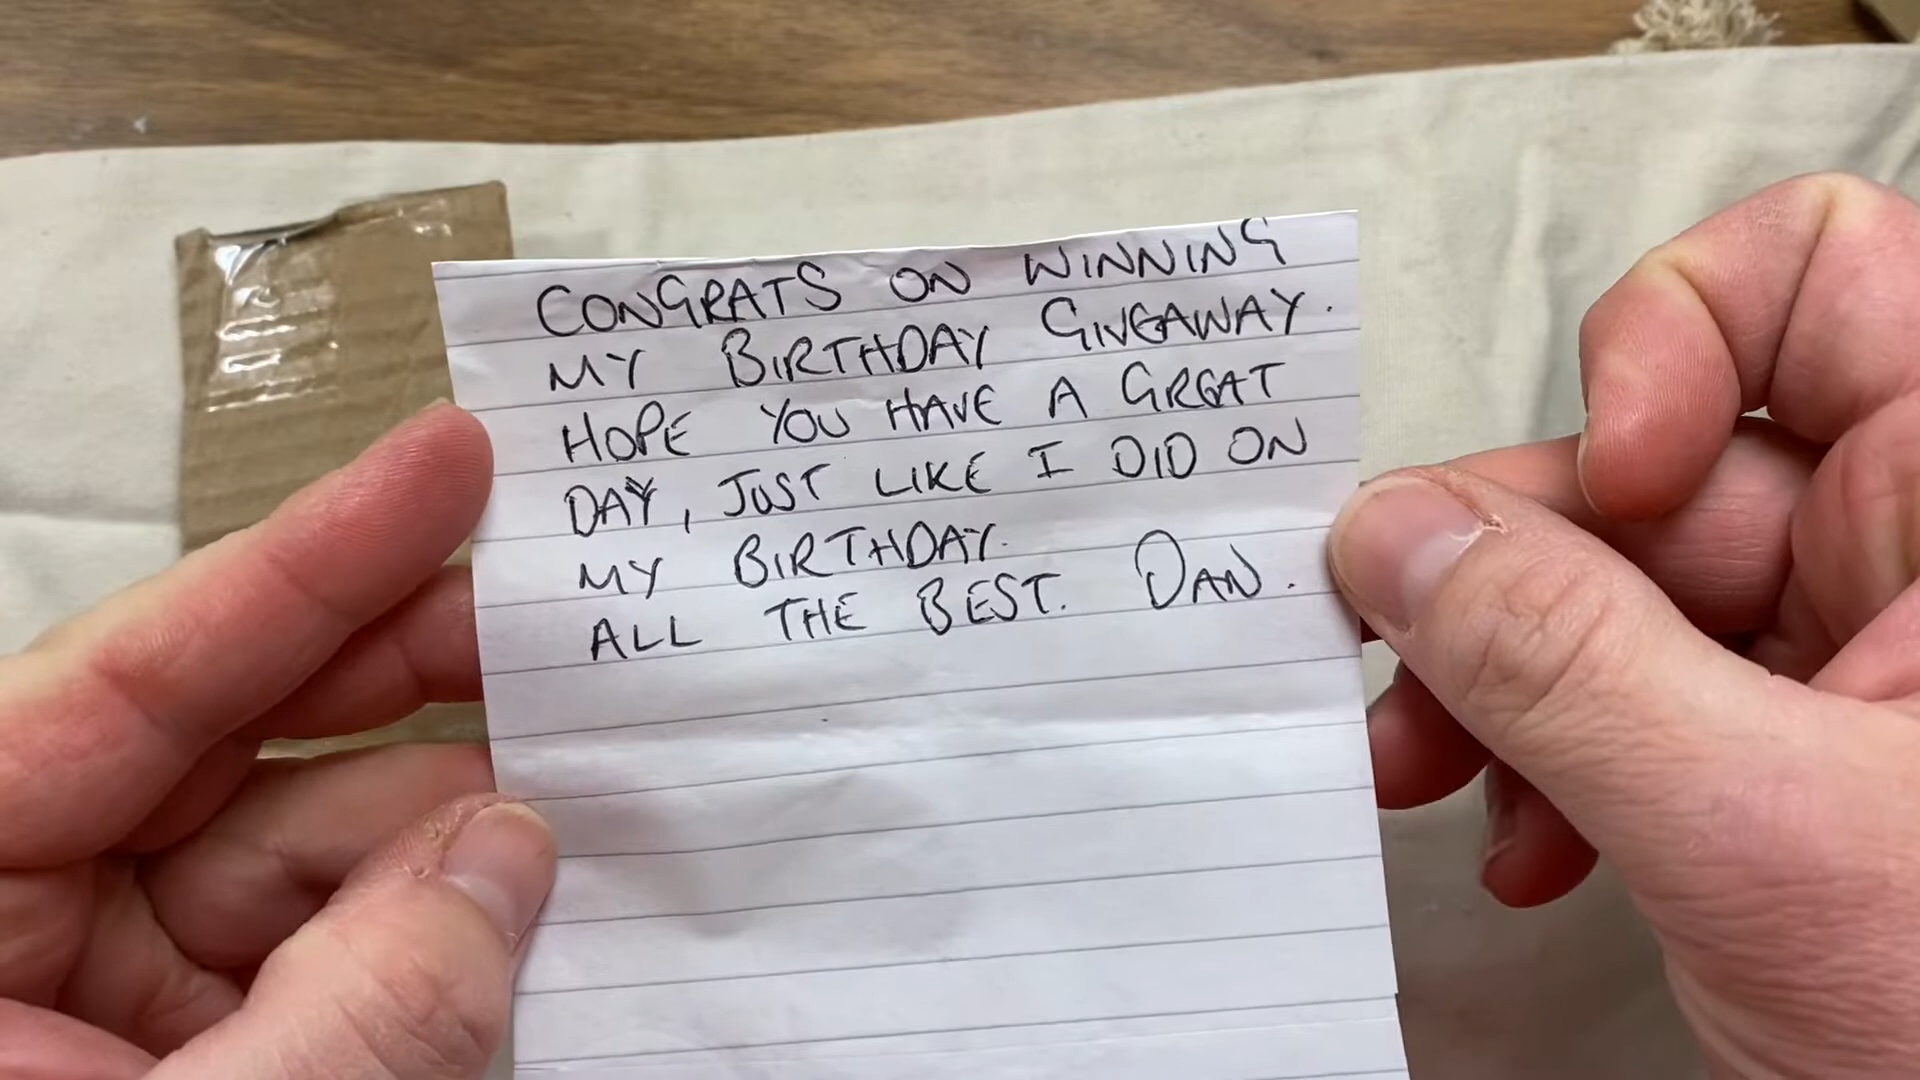 CONGRATS ON WINNING
MY BIRTHDAY GIVEAWAY.
HOPE YOU HAVE A GREAT
DAY, JUST LIKE I DID ON
MY BIRTHDAY.
ALL THE BEST. DAN.